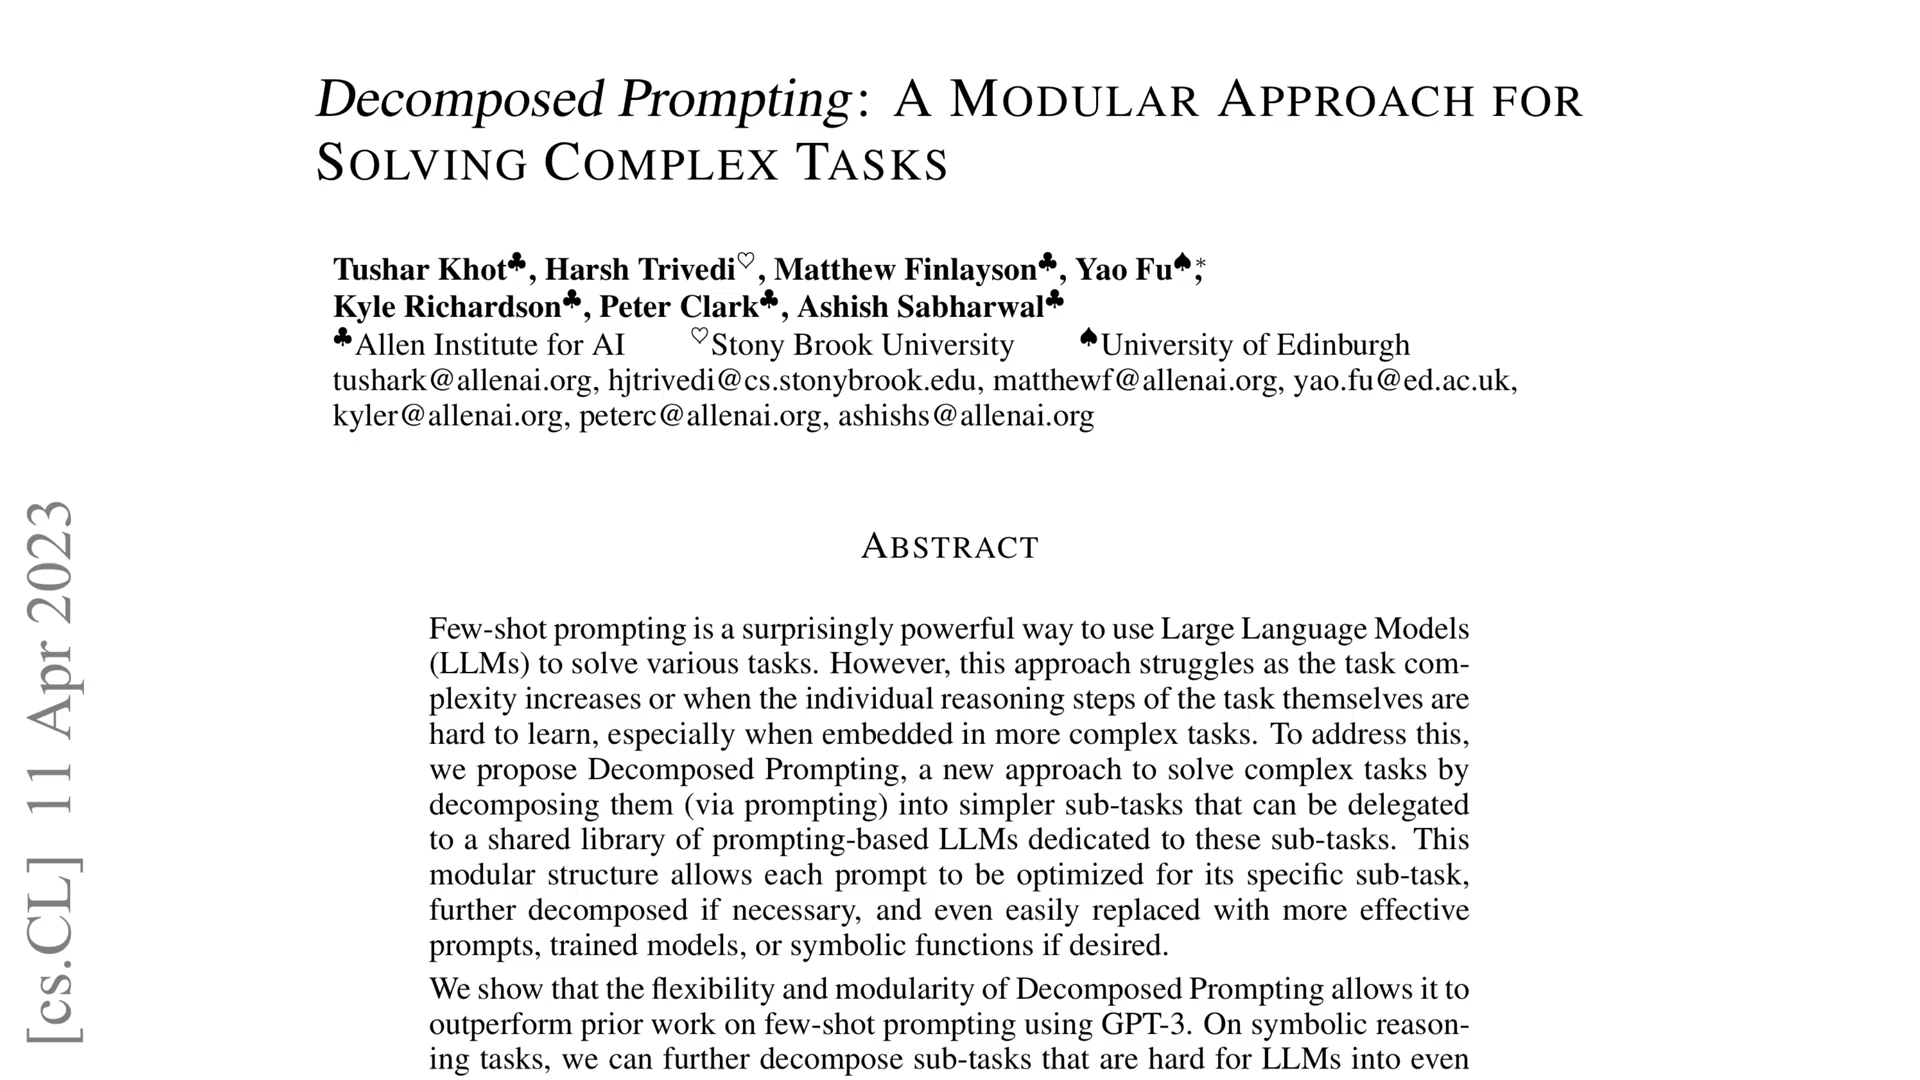 Decomposed Prompting: A MODULAR APPROACH FOR
SOLVING COMPLEX TASKS
Tushar Khot♣, Harsh Trivedi♡, Matthew Finlayson♣, Yao Fu♠,*
Kyle Richardson♣, Peter Clark♣, Ashish Sabharwal♣
♣Allen Institute for AI ♡Stony Brook University ♠University of Edinburgh
tushark@allenai.org, hjtrivedi@cs.stonybrook.edu, matthewf@allenai.org, yao.fu@ed.ac.uk,
kyler@allenai.org, peterc@allenai.org, ashishs@allenai.org
ABSTRACT
Few-shot prompting is a surprisingly powerful way to use Large Language Models
(LLMs) to solve various tasks. However, this approach struggles as the task com-
plexity increases or when the individual reasoning steps of the task themselves are
hard to learn, especially when embedded in more complex tasks. To address this,
we propose Decomposed Prompting, a new approach to solve complex tasks by
decomposing them (via prompting) into simpler sub-tasks that can be delegated
to a shared library of prompting-based LLMs dedicated to these sub-tasks. This
modular structure allows each prompt to be optimized for its specific sub-task,
further decomposed if necessary, and even easily replaced with more effective
prompts, trained models, or symbolic functions if desired.
We show that the flexibility and modularity of Decomposed Prompting allows it to
outperform prior work on few-shot prompting using GPT-3. On symbolic reason-
ing tasks, we can further decompose sub-tasks that are hard for LLMs into even
[cs.CL] 11 Apr 2023